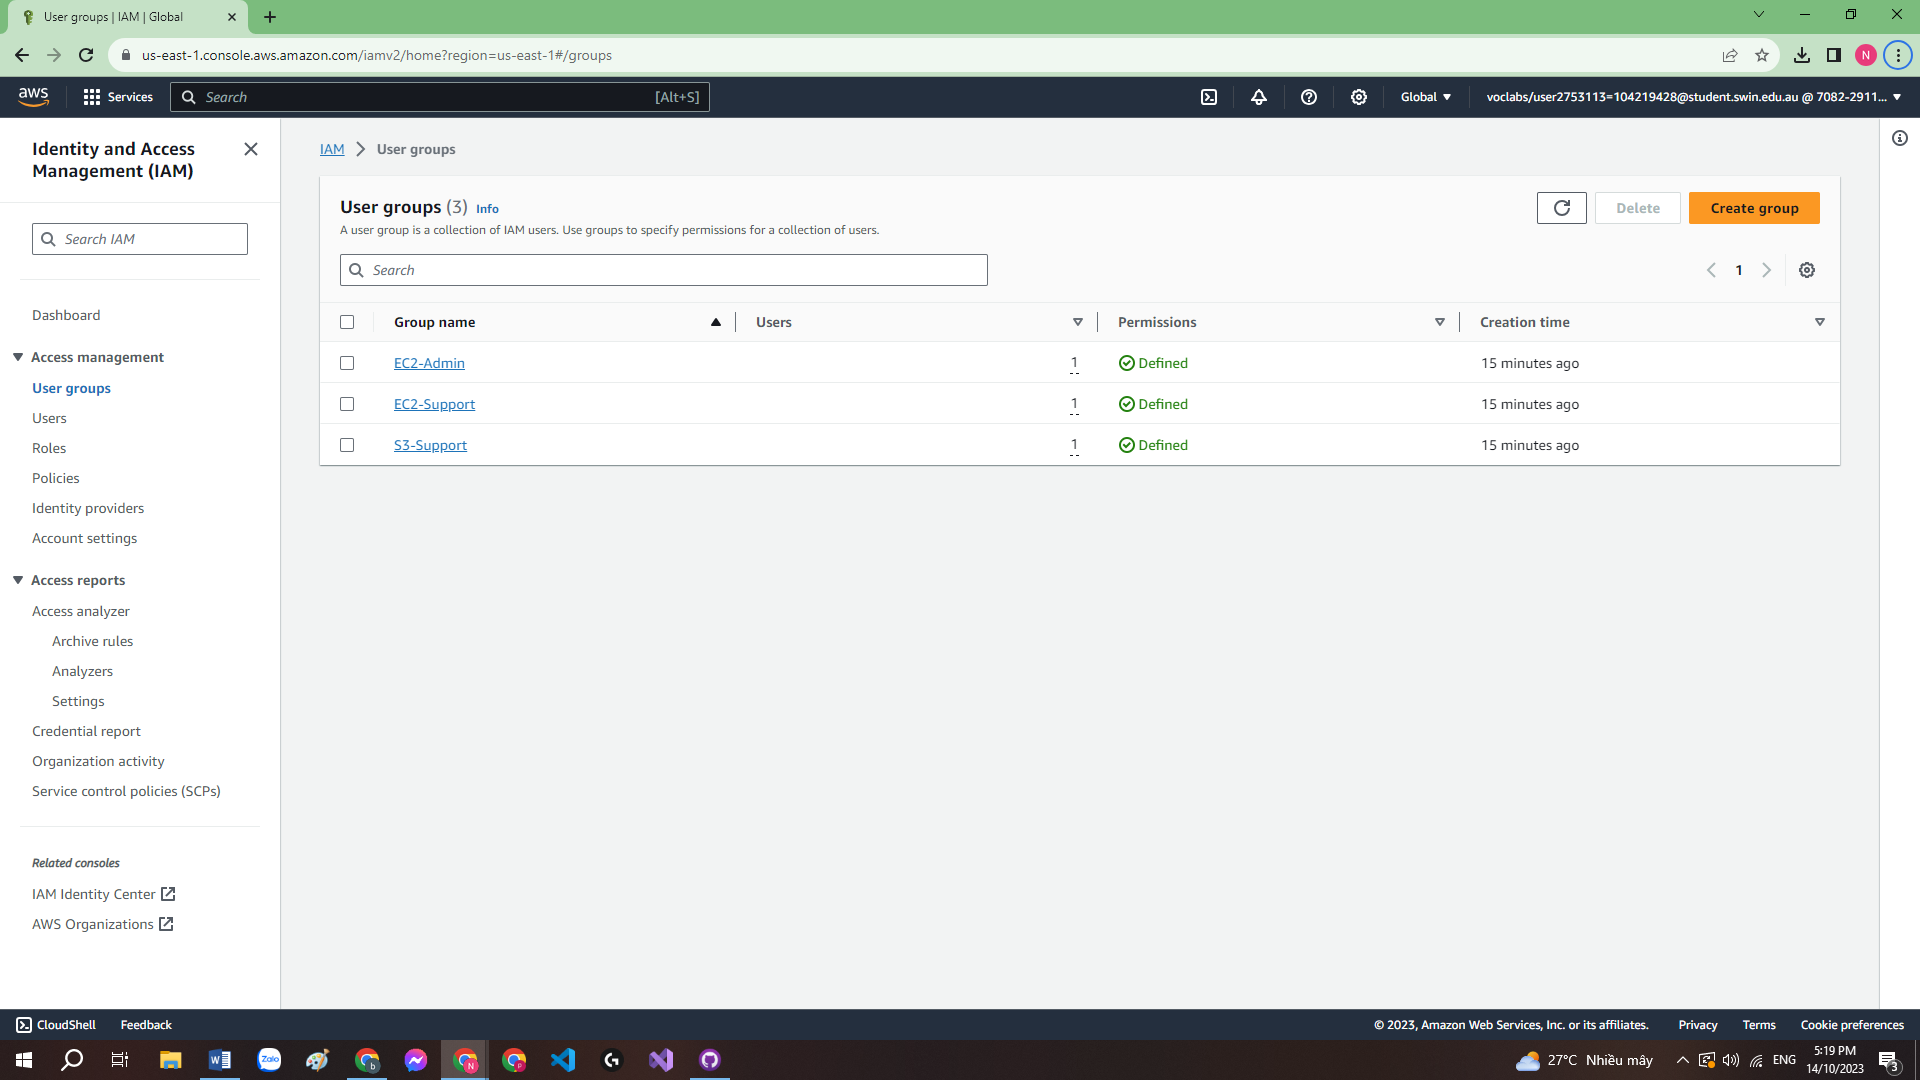 User groups | IAM | Global
us-east-1.console.aws.amazon.com/iamv2/home?region=us-east-1#/groups
N
aws
Services
Search
[Alt+S]
Global
voclabs/user2753113=104219428@student.swin.edu.au @ 7082-2911...
Identity and Access
Management (IAM)
Search IAM
Dashboard
Access management
User groups
Users
Roles
Policies
Identity providers
Account settings
Access reports
Access analyzer
Archive rules
Analyzers
Settings
Credential report
Organization activity
Service control policies (SCPs)
Related consoles
IAM Identity Center
AWS Organizations
IAM > User groups
User groups (3) Info
A user group is a collection of IAM users. Use groups to specify permissions for a collection of users.
Delete
Create group
Search
1
Group name Users Permissions Creation time
EC2-Admin 1 Defined 15 minutes ago
EC2-Support 1 Defined 15 minutes ago
S3-Support 1 Defined 15 minutes ago
CloudShell Feedback
© 2023, Amazon Web Services, Inc. or its affiliates. Privacy Terms Cookie preferences
Zalo
b
N
27°C Nhiều mây
ENG
5:19 PM
14/10/2023
3